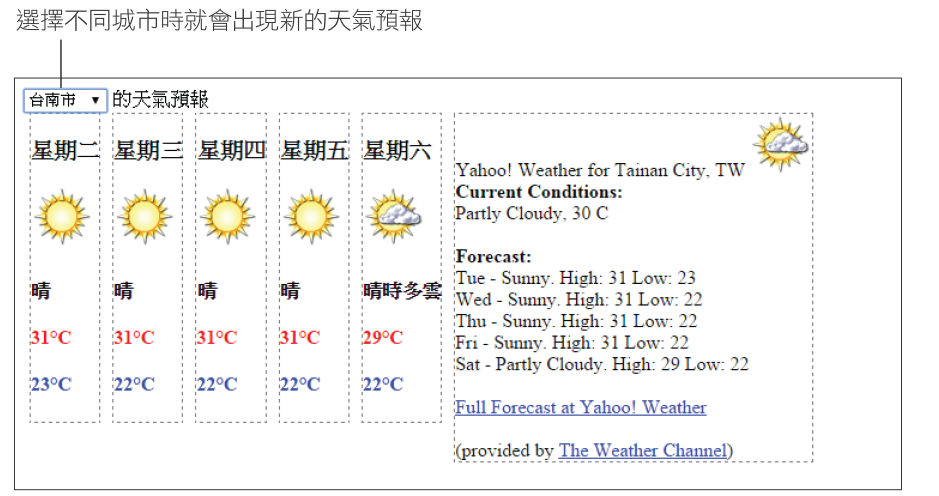 選擇不同城市時就會出現新的天氣預報
台南市 ▼ 的天氣預報
星期二 星期三 星期四 星期五 星期六
晴 晴 晴 晴 晴時多雲
31°C 31°C 31°C 31°C 29°C
23°C 22°C 22°C 22°C 22°C
Yahoo! Weather for Tainan City, TW
Current Conditions:
Partly Cloudy, 30 C
Forecast:
Tue - Sunny. High: 31 Low: 23
Wed - Sunny. High: 31 Low: 22
Thu - Sunny. High: 31 Low: 22
Fri - Sunny. High: 31 Low: 22
Sat - Partly Cloudy. High: 29 Low: 22
Full Forecast at Yahoo! Weather
(provided by The Weather Channel)